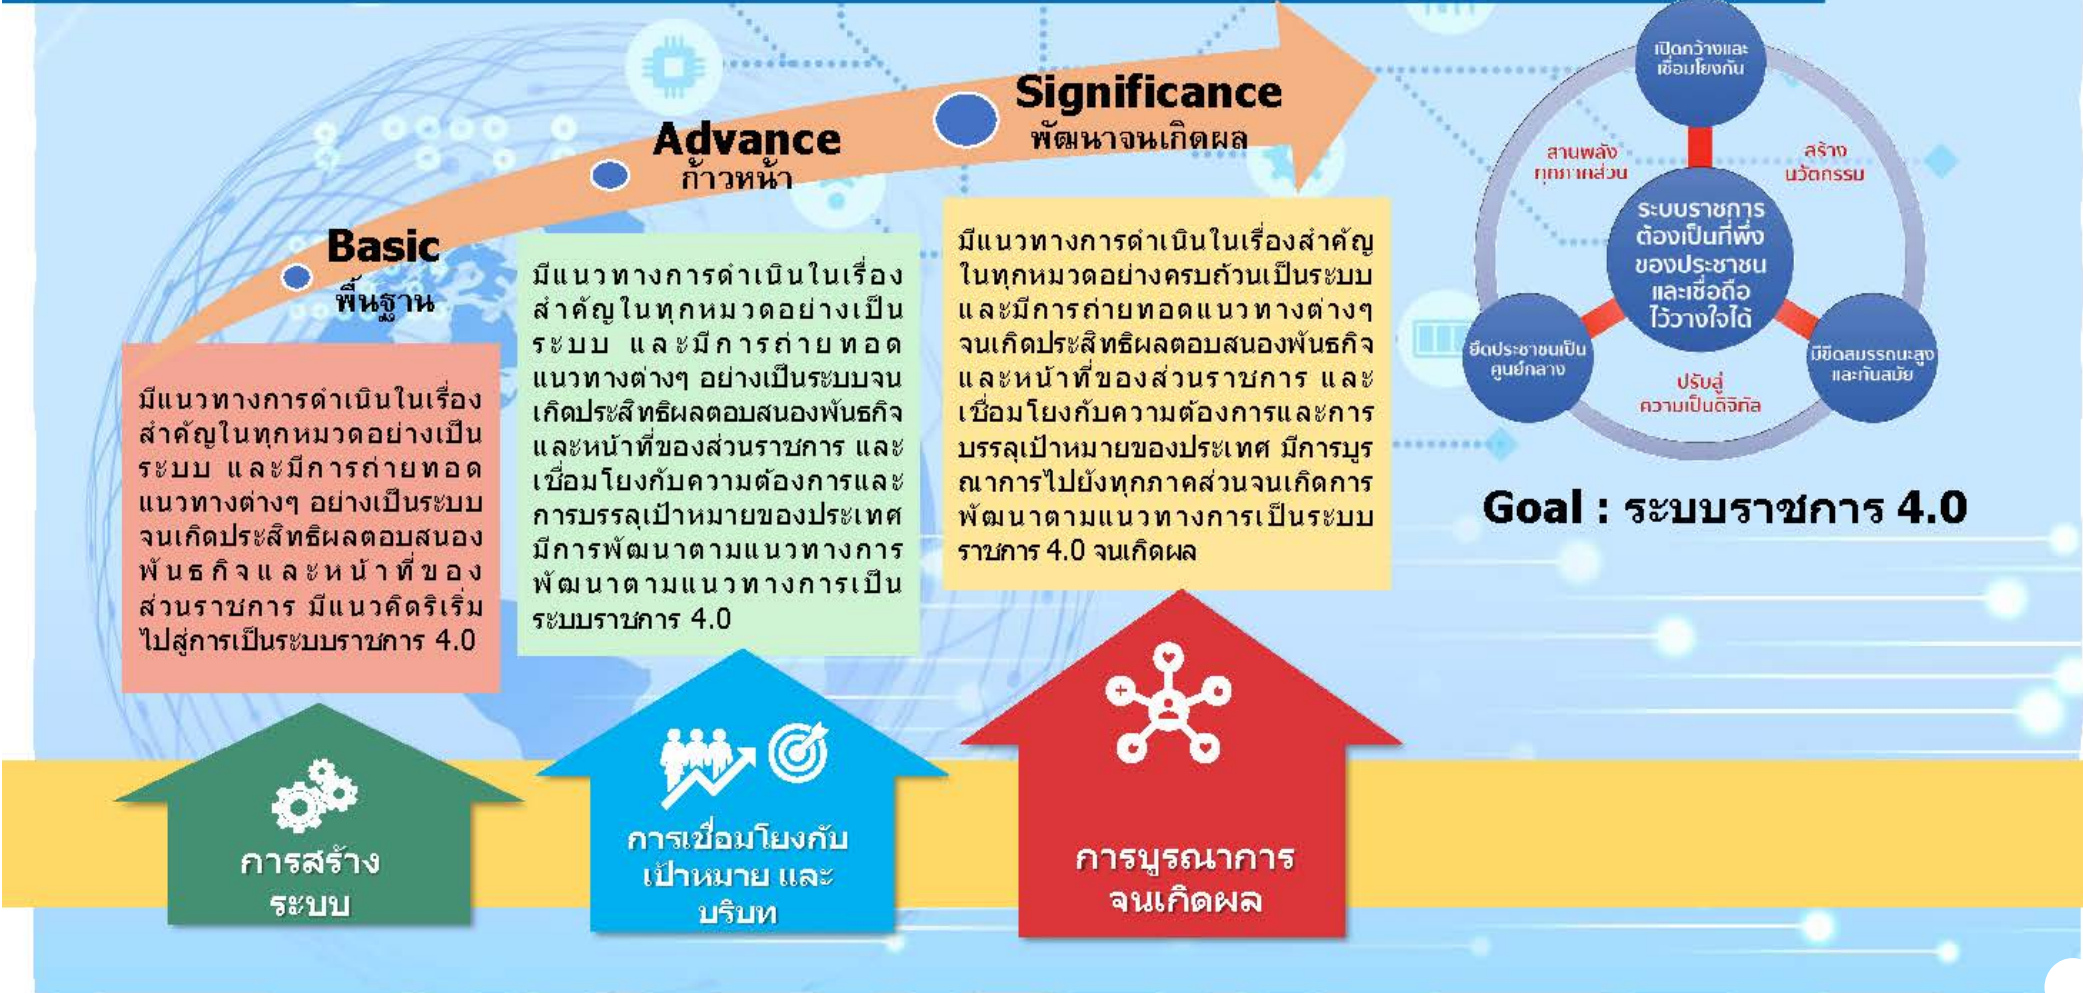 Basic
พื้นฐาน
มีแนวทางการดำเนินในเรื่อง
สำคัญในทุกหมวดอย่างเป็น
ระบบ และมีการถ่ายทอด
แนวทางต่างๆ อย่างเป็นระบบ
จนเกิดประสิทธิผลตอบสนอง
พันธกิจและหน้าที่ของ
ส่วนราชการ มีแนวคิดริเริ่ม
ไปสู่การเป็นระบบราชการ 4.0
การสร้าง
ระบบ
Advance
ก้าวหน้า
มีแนวทางการดำเนินในเรื่อง
สำคัญในทุกหมวดอย่างเป็น
ระบบ และมีการถ่ายทอด
แนวทางต่างๆ อย่างเป็นระบบจน
เกิดประสิทธิผลตอบสนองพันธกิจ
และหน้าที่ของส่วนราชการ และ
เชื่อมโยงกับความต้องการและ
การบรรลุเป้าหมายของประเทศ
มีการพัฒนาตามแนวทางการ
พัฒนาตามแนวทางการเป็น
ระบบราชการ 4.0
การเชื่อมโยงกับ
เป้าหมาย และ
บริบท
Significance
พัฒนาจนเกิดผล
มีแนวทางการดำเนินในเรื่องสำคัญ
ในทุกหมวดอย่างครบถ้วนเป็นระบบ
และมีการถ่ายทอดแนวทางต่างๆ
จนเกิดประสิทธิผลตอบสนองพันธกิจ
และหน้าที่ของส่วนราชการ และ
เชื่อมโยงกับความต้องการและการ
บรรลุเป้าหมายของประเทศ มีการบูร
ณาการไปยังทุกภาคส่วนจนเกิดการ
พัฒนาตามแนวทางการเป็นระบบ
ราชการ 4.0 จนเกิดผล
การบูรณาการ
จนเกิดผล
เปิดกว้างและ
เชื่อมโยงกัน
สานพลัง
ทุกภาคส่วน
สร้าง
นวัตกรรม
ระบบราชการ
ต้องเป็นที่พึ่ง
ของประชาชน
และเชื่อถือ
ไว้วางใจได้
ยึดประชาชนเป็น
ศูนย์กลาง
มีขีดสมรรถนะสูง
และทันสมัย
ปรับสู่
ความเป็นดิจิทัล
Goal : ระบบราชการ 4.0